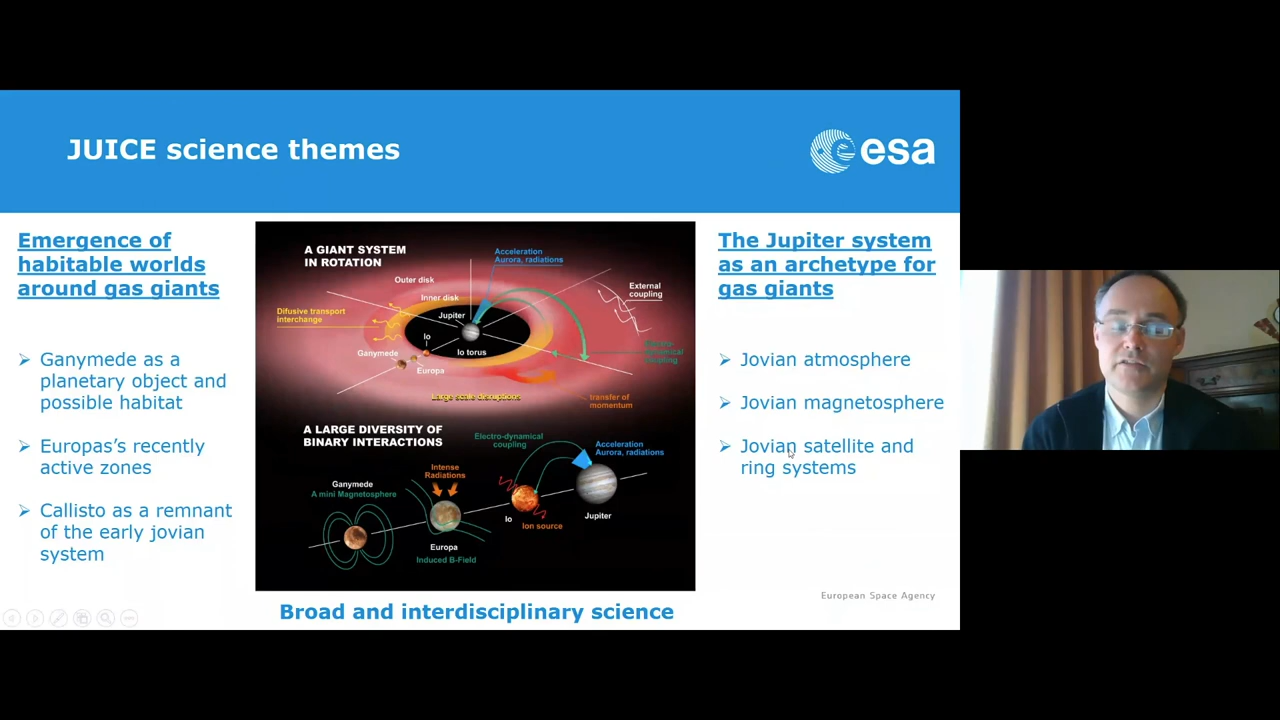 JUICE science themes
esa
Emergence of
habitable worlds
around gas giants
Ganymede as a
planetary object and
possible habitat
Europas’s recently
active zones
Callisto as a remnant
of the early jovian
system
A GIANT SYSTEM
IN ROTATION
Acceleration
Aurora, radiations
Outer disk
Inner disk
External
coupling
Difusive transport
interchange
Jupiter
Io
Ganymede
Io torus
Europa
Large scale disruptions
transfer of
momentum
A LARGE DIVERSITY OF
BINARY INTERACTIONS
Electro-dynamical
coupling
Acceleration
Aurora, radiations
Intense
Radiations
Ganymede
A mini Magnetosphere
Io
Ion source
Jupiter
Europa
Induced B-Field
Broad and interdisciplinary science
The Jupiter system
as an archetype for
gas giants
Jovian atmosphere
Jovian magnetosphere
Jovian satellite and
ring systems
European Space Agency